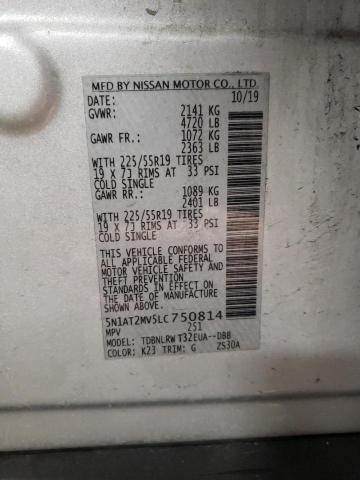 MFD BY NISSAN MOTOR CO., LTD
DATE: 10/19
GVWR: 2141 KG
4720 LB
GAWR FR.: 1072 KG
2363 LB
WITH 225/55R19 TIRES
19 X 7J RIMS AT 33 PSI
COLD SINGLE
GAWR RR.: 1089 KG
2401 LB
WITH 225/55R19 TIRES
19 X 7J RIMS AT 33 PSI
COLD SINGLE
THIS VEHICLE CONFORMS TO
ALL APPLICABLE FEDERAL
MOTOR VEHICLE SAFETY AND
THEFT PREVENTION
STANDARDS IN EFFECT ON
THE DATE OF MANUFACTURE
SHOWN ABOVE.
5N1AT2MV5LC750814
MPV 251
MODEL: TDBNLRWT32EUA--DBB
COLOR: K23 TRIM: G ZS30A